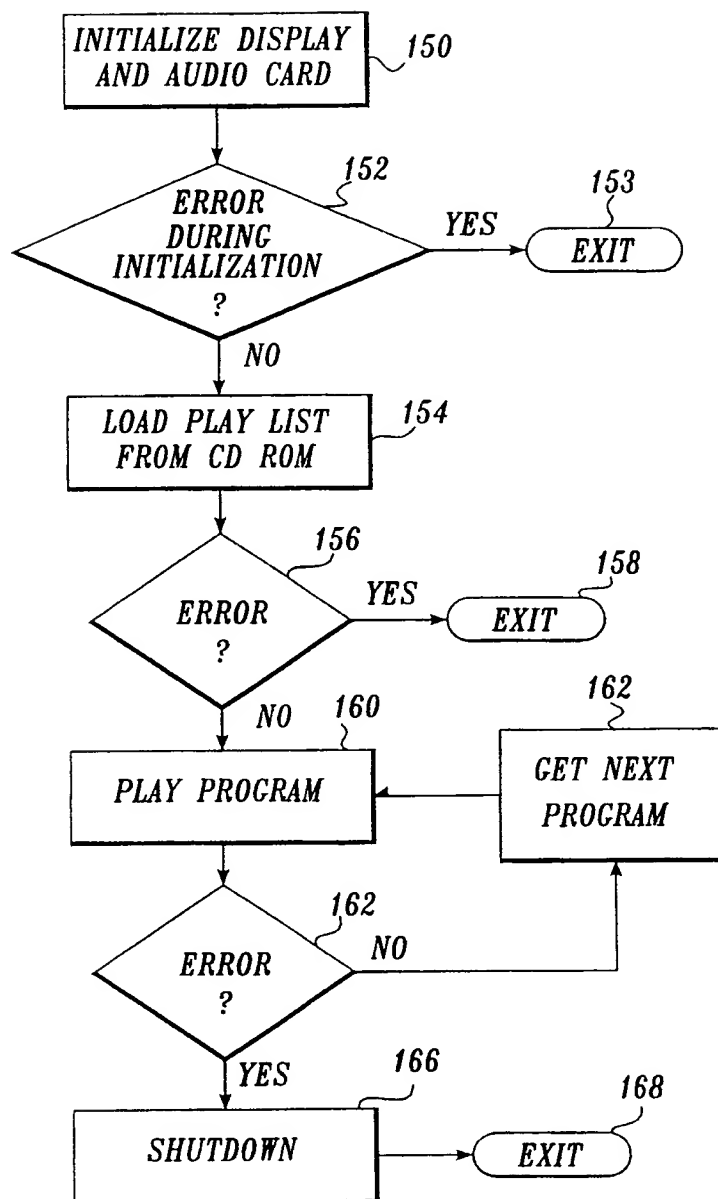 INITIALIZE DISPLAY
AND AUDIO CARD
150
152
ERROR
DURING
INITIALIZATION
?
YES
153
EXIT
NO
LOAD PLAY LIST
FROM CD ROM
154
156
ERROR
?
YES
158
EXIT
NO
160
PLAY PROGRAM
162
GET NEXT
PROGRAM
162
ERROR
?
NO
YES
166
SHUTDOWN
168
EXIT